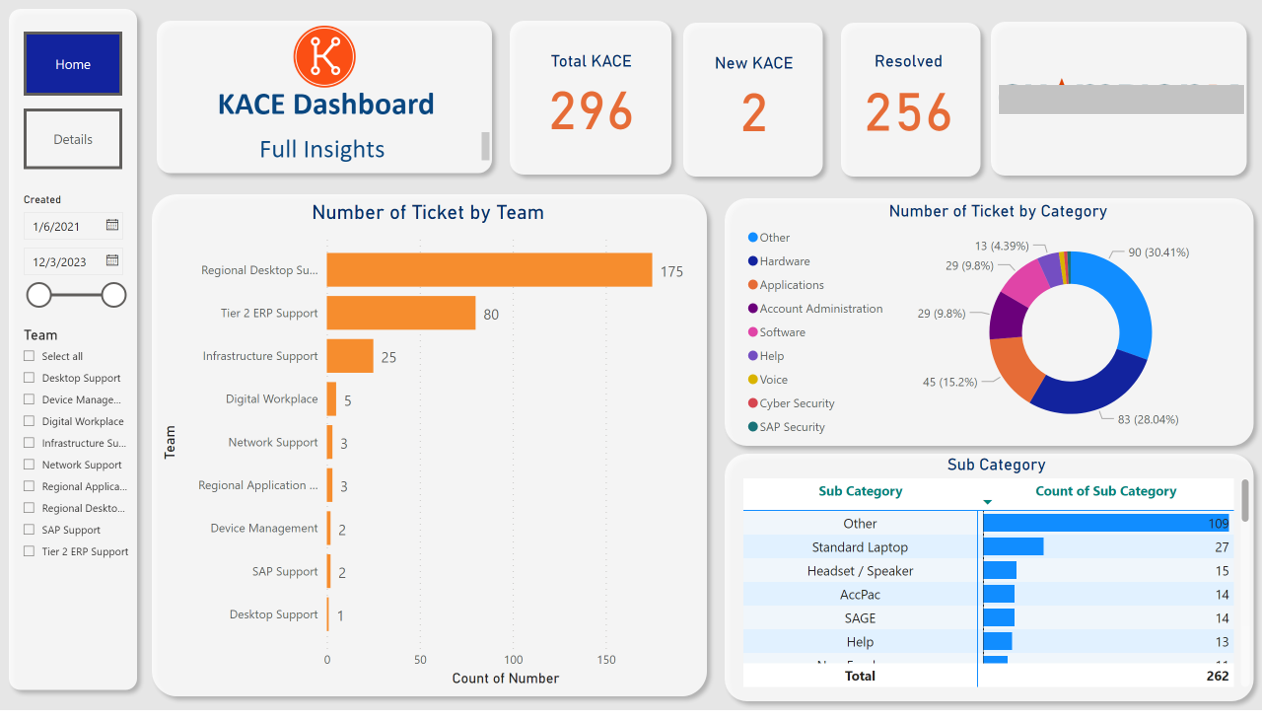 Home
Details
Created
1/6/2021
12/3/2023
Team
Select all
Desktop Support
Device Manage...
Digital Workplace
Infrastructure Su...
Network Support
Regional Applica...
Regional Deskto...
SAP Support
Tier 2 ERP Support
K
KACE Dashboard
Full Insights
Total KACE
296
New KACE
2
Resolved
256
Number of Ticket by Team
Team
Regional Desktop Su... 175
Tier 2 ERP Support 80
Infrastructure Support 25
Digital Workplace 5
Network Support 3
Regional Application ... 3
Device Management 2
SAP Support 2
Desktop Support 1
0 50 100 150
Count of Number
Number of Ticket by Category
Other
Hardware
Applications
Account Administration
Software
Help
Voice
Cyber Security
SAP Security
13 (4.39%)
90 (30.41%)
29 (9.8%)
29 (9.8%)
45 (15.2%)
83 (28.04%)
Sub Category
Sub Category Count of Sub Category
Other 109
Standard Laptop 27
Headset / Speaker 15
AccPac 14
SAGE 14
Help 13
Total 262